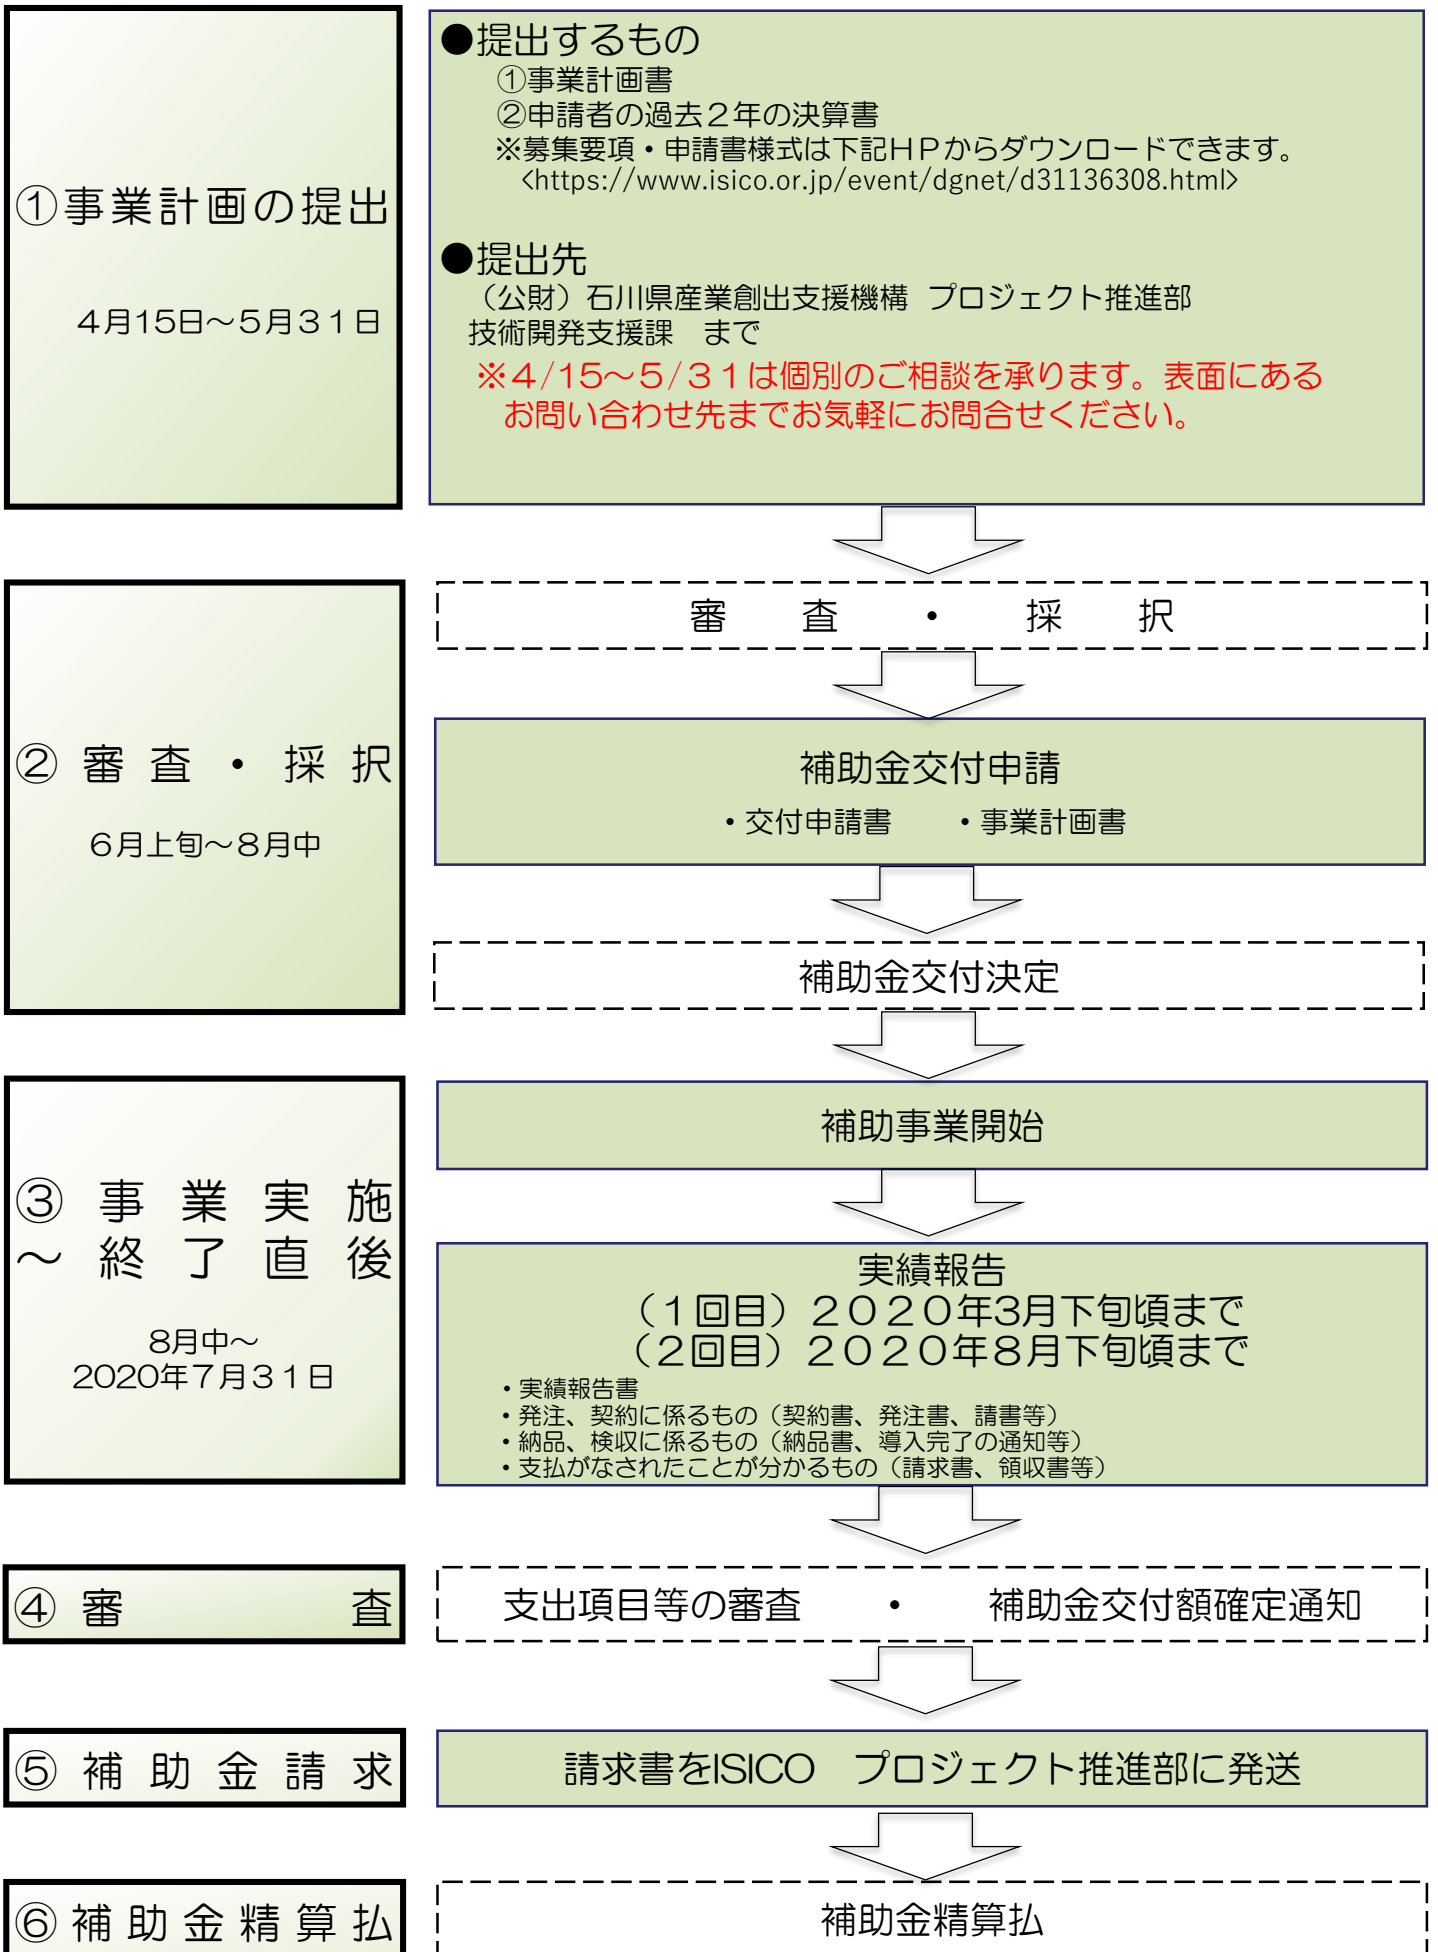 ①事業計画の提出
4月15日～5月31日
●提出するもの
①事業計画書
②申請者の過去２年の決算書
※募集要項・申請書様式は下記ＨＰからダウンロードできます。
<https://www.isico.or.jp/event/dgnet/d31136308.html>
●提出先
（公財）石川県産業創出支援機構 プロジェクト推進部
技術開発支援課　まで
※４/15～５/３１は個別のご相談を承ります。表面にある
お問い合わせ先までお気軽にお問合せください。
②審査・採択
６月上旬～８月中
審査・採択
補助金交付申請
・交付申請書　・事業計画書
補助金交付決定
③事業実施
～終了直後
8月中～
2020年７月３１日
補助事業開始
実績報告
（１回目）２０２０年3月下旬頃まで
（２回目）２０２０年８月下旬頃まで
・実績報告書
・発注、契約に係るもの（契約書、発注書、請書等）
・納品、検収に係るもの（納品書、導入完了の通知等）
・支払がなされたことが分かるもの（請求書、領収書等）
④審査
支出項目等の審査　・　補助金交付額確定通知
⑤補助金請求
請求書をISICO　プロジェクト推進部に発送
⑥補助金精算払
補助金精算払